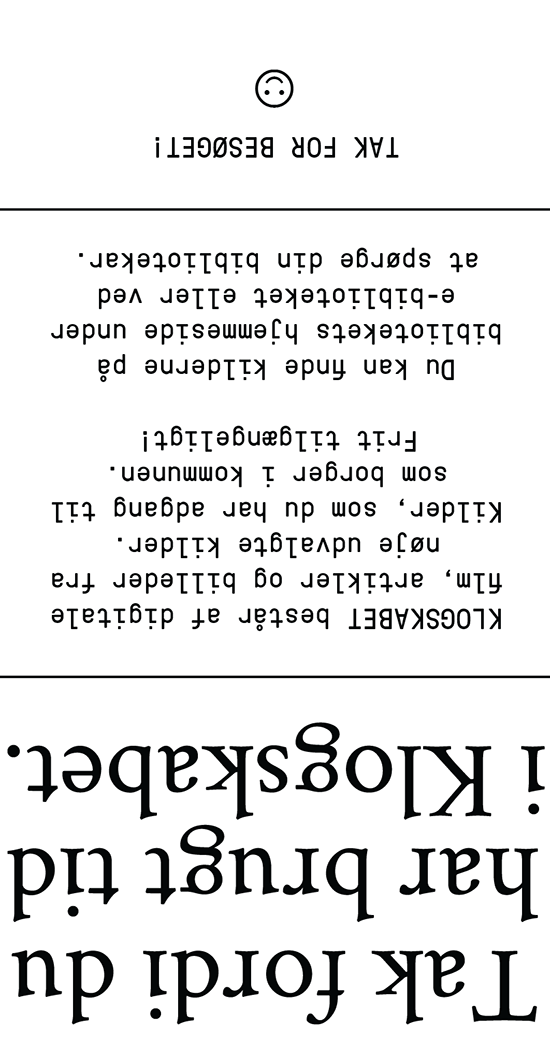 Tak fordi du
har brugt tid
i Klogskabet.
KLOGSKABET består af digitale
film, artikler og billeder fra
nøje udvalgte kilder.
Kilder, som du har adgang til
som borger i kommunen.
Frit tilgængeligt!
Du kan finde kilderne på
bibliotekets hjemmeside under
e-biblioteket eller ved
at spørge din bibliotekar.
TAK FOR BESØGET!